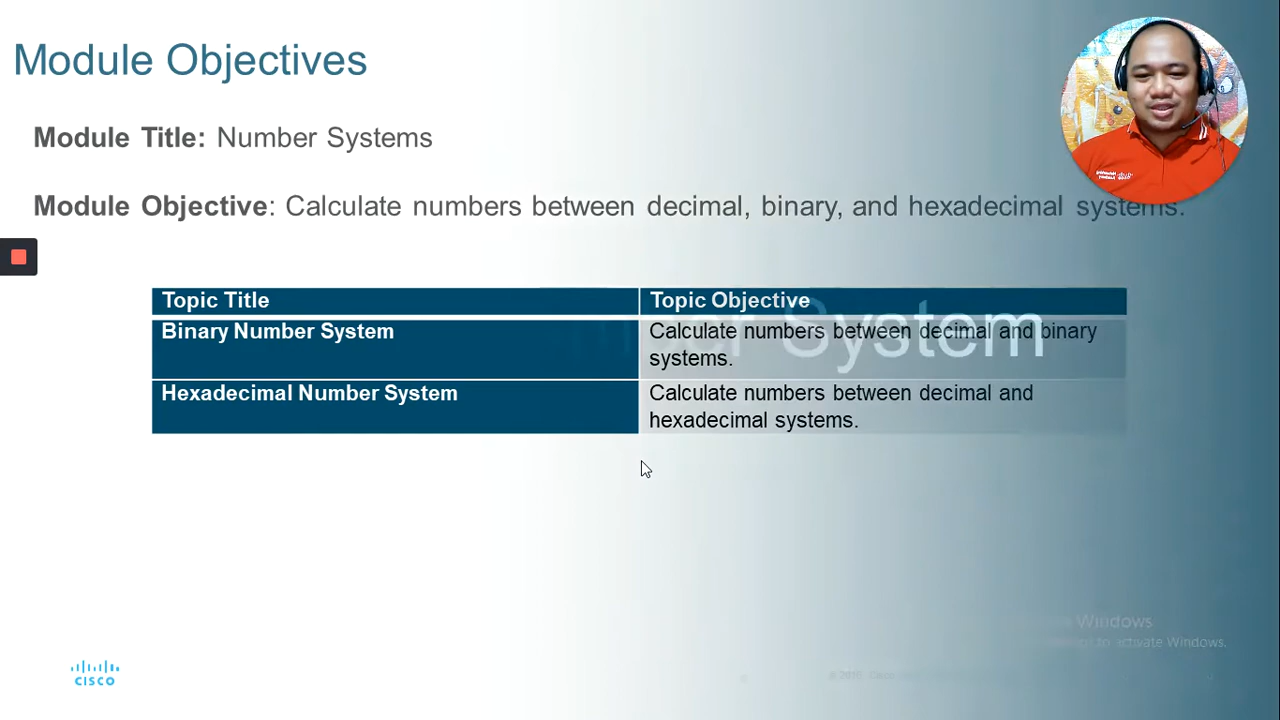 Module Objectives
Module Title: Number Systems
Module Objective: Calculate numbers between decimal, binary, and hexadecimal systems.
Topic Title Topic Objective
System
Binary Number System Calculate numbers between decimal and binary
systems.
Hexadecimal Number System Calculate numbers between decimal and
hexadecimal systems.
Windows
to activate Windows.
CISCO